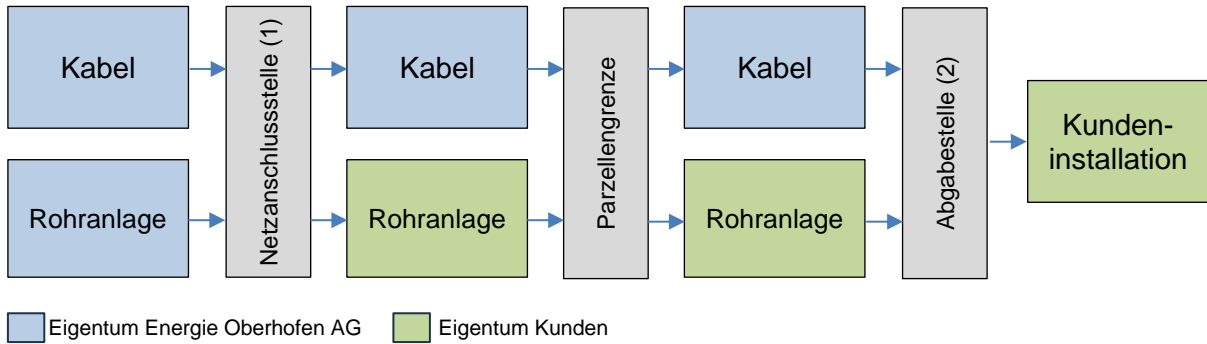 Kabel
Netzanschlussstelle (1)
Kabel
Parzellengrenze
Kabel
Abgabestelle (2)
Kunden-
installation
Rohranlage
Rohranlage
Rohranlage
Eigentum Energie Oberhofen AG
Eigentum Kunden